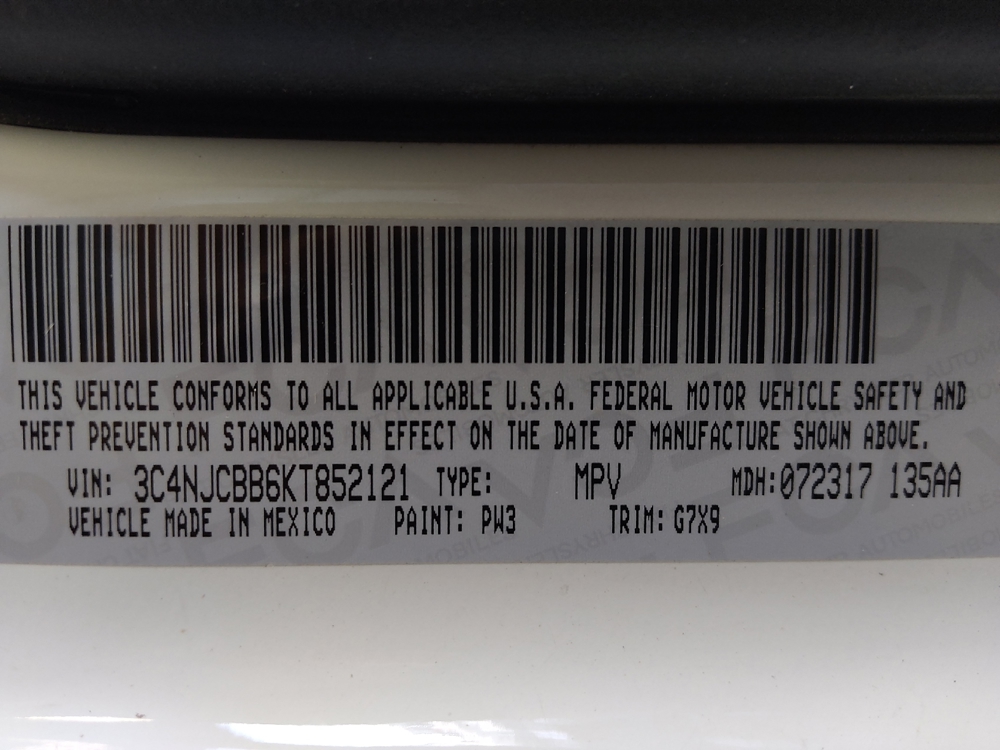 THIS VEHICLE CONFORMS TO ALL APPLICABLE U.S.A. FEDERAL MOTOR VEHICLE SAFETY AND
THEFT PREVENTION STANDARDS IN EFFECT ON THE DATE OF MANUFACTURE SHOWN ABOVE.
VIN: 3C4NJCBB6KT852121 TYPE: MPV MDH:072317 135AA
VEHICLE MADE IN MEXICO PAINT: PW3 TRIM: G7X9